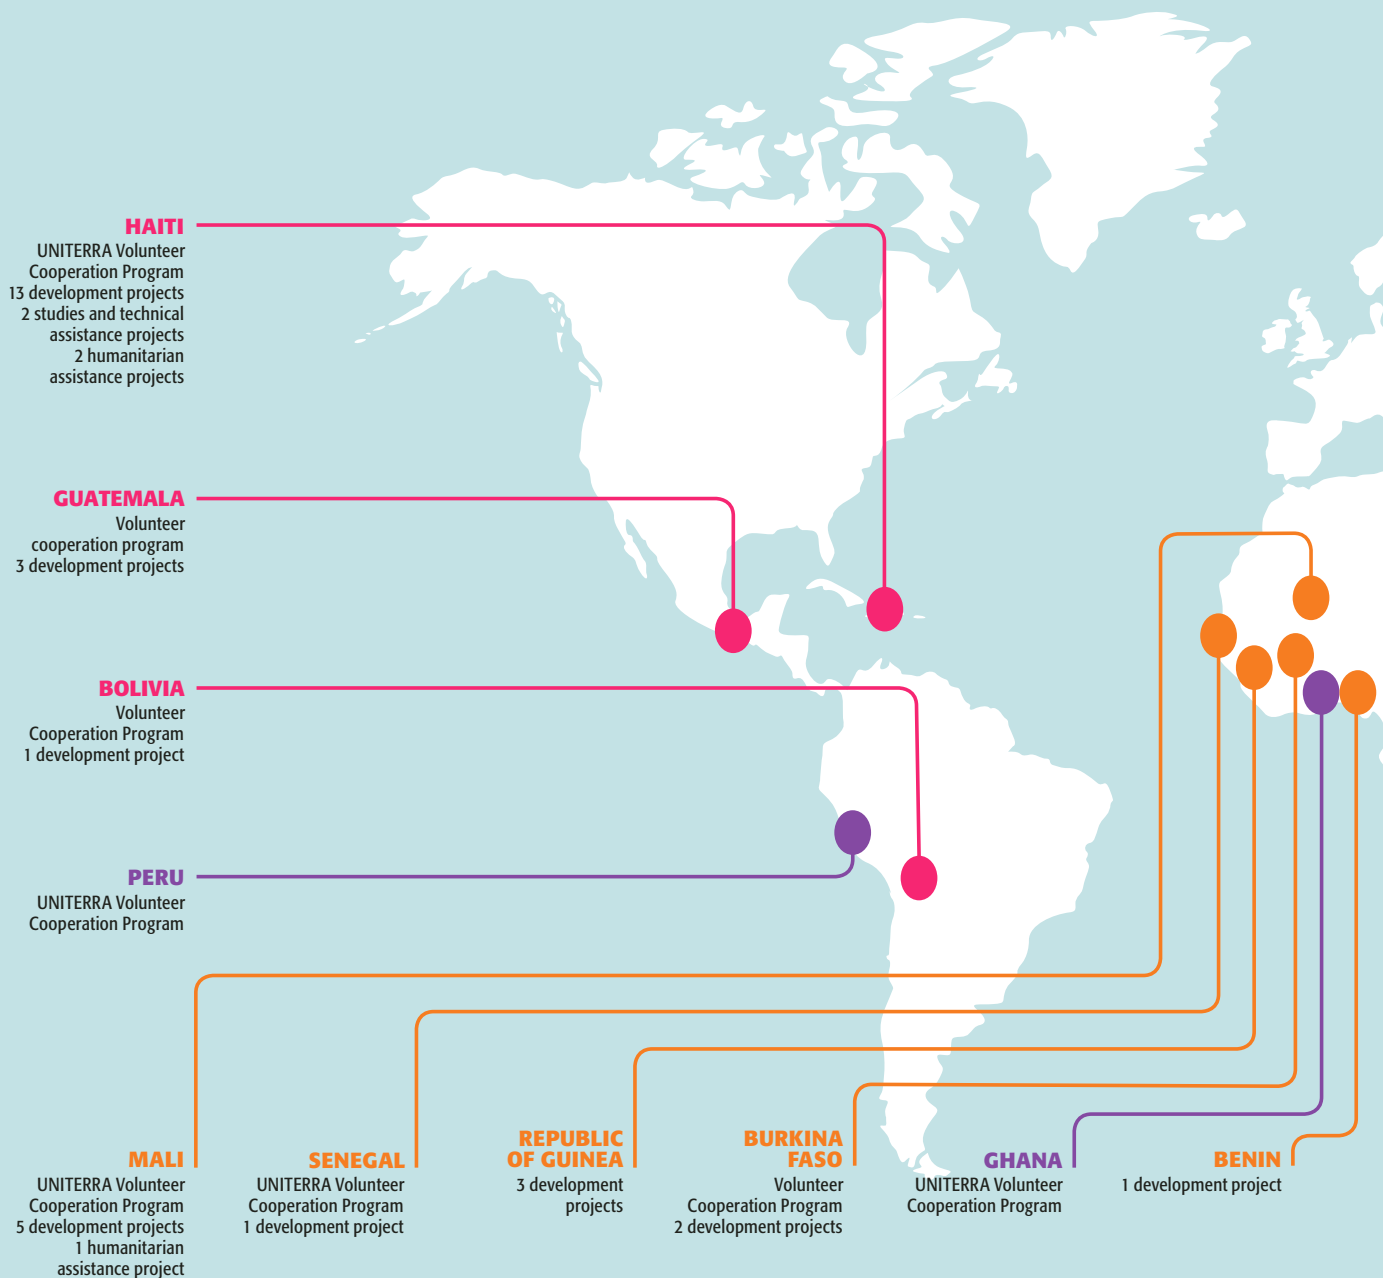 HAITI
UNITERRA Volunteer
Cooperation Program
13 development projects
2 studies and technical
assistance projects
2 humanitarian
assistance projects
GUATEMALA
Volunteer
cooperation program
3 development projects
BOLIVIA
Volunteer
Cooperation Program
1 development project
PERU
UNITERRA Volunteer
Cooperation Program
MALI
UNITERRA Volunteer
Cooperation Program
5 development projects
1 humanitarian
assistance project
SENEGAL
UNITERRA Volunteer
Cooperation Program
1 development project
REPUBLIC
OF GUINEA
3 development
projects
BURKINA
FASO
Volunteer
Cooperation Program
2 development projects
GHANA
UNITERRA Volunteer
Cooperation Program
BENIN
1 development project